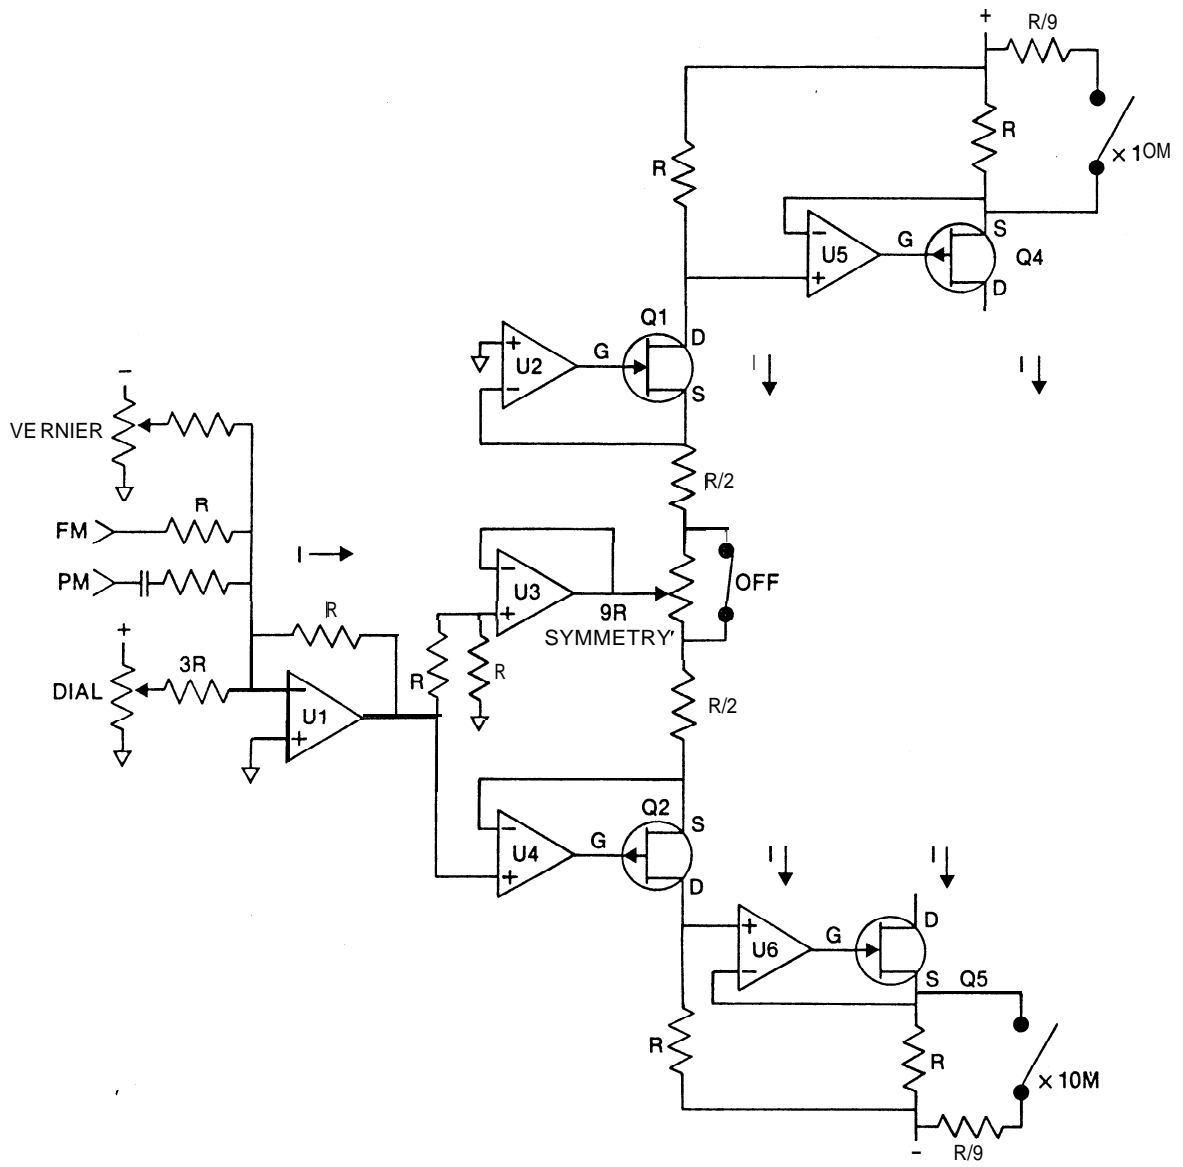 +
R/9
R
× 10M
R
S
U5
G
Q4
+
D
Q1
D
+
U2
G
I
I
−
S
−
VERNIER
R/2
R
FM
I
−
OFF
PM
U3
R
+
9R
+
SYMMETRY'
3R
R
R
DIAL
−
R/2
U1
+
Q2
−
S
U4
G
I
I
+
D
D
+
U6
G
−
S
Q5
R
R
× 10M
−
R/9